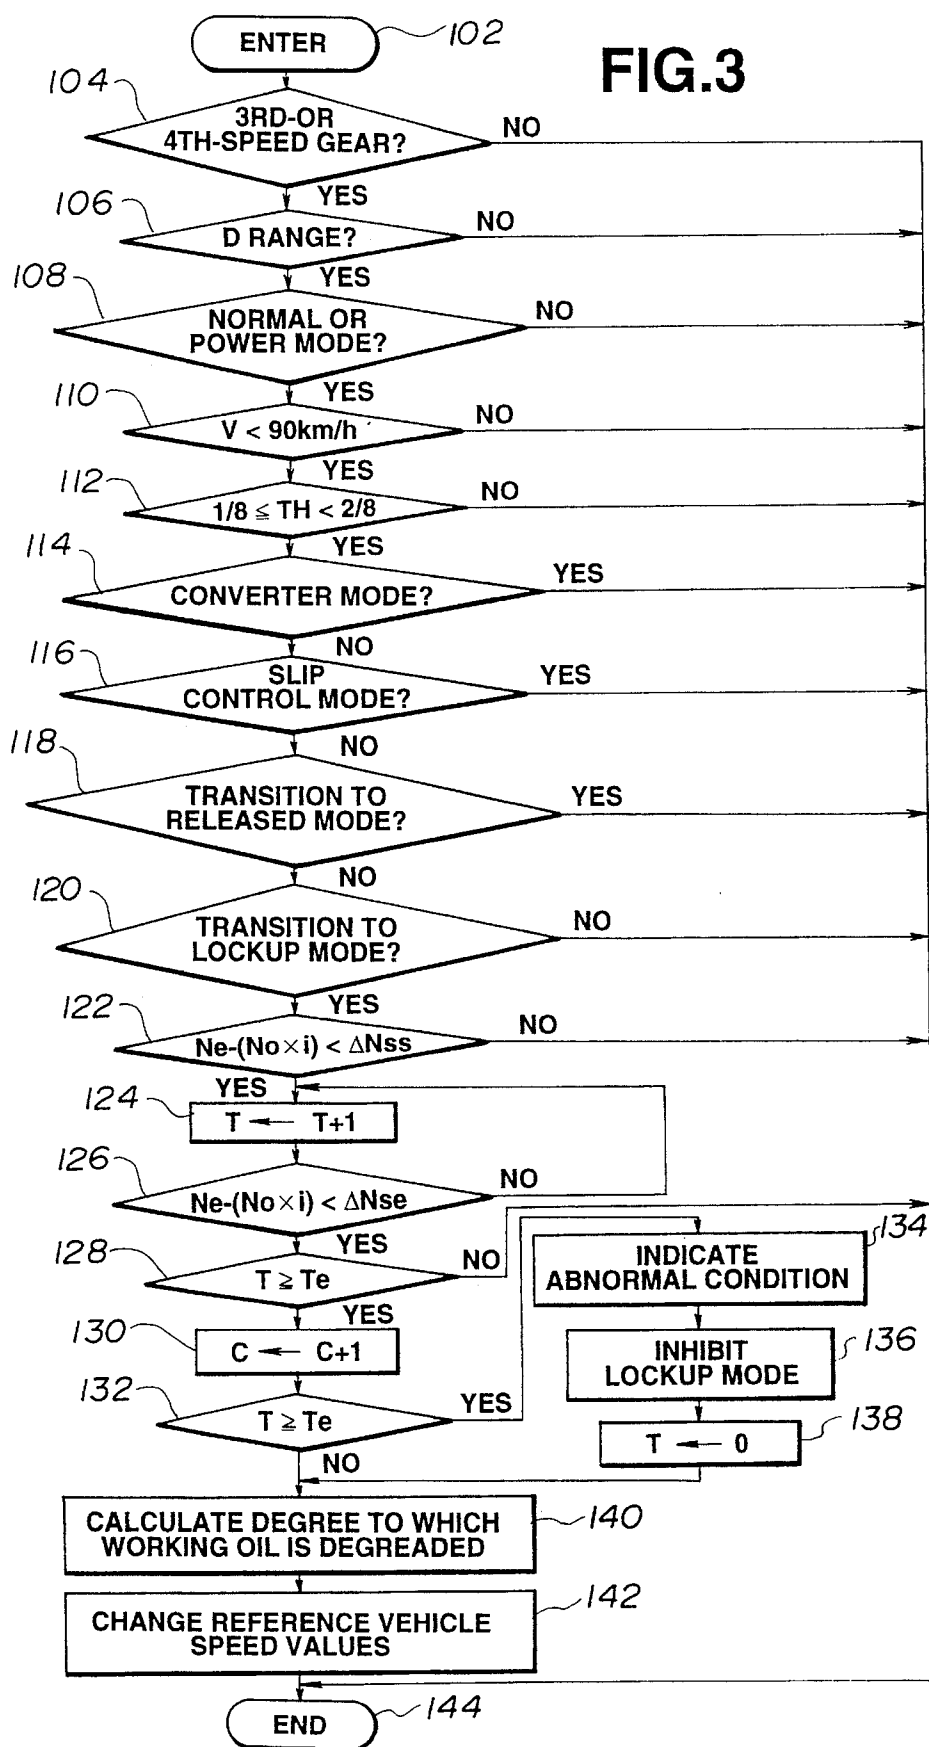 FIG.3
ENTER
102
104
3RD-OR
4TH-SPEED GEAR?
NO
YES
106
D RANGE?
NO
YES
108
NORMAL OR
POWER MODE?
NO
YES
110
V < 90km/h
NO
YES
112
1/8 ≦ TH < 2/8
NO
YES
114
CONVERTER MODE?
YES
NO
116
SLIP
CONTROL MODE?
YES
NO
118
TRANSITION TO
RELEASED MODE?
YES
NO
120
TRANSITION TO
LOCKUP MODE?
NO
YES
122
Ne-(No×i) < ΔNss
NO
YES
124
T ← T+1
126
Ne-(No×i) < ΔNse
NO
YES
128
T ≧ Te
NO
YES
130
C ← C+1
132
T ≧ Te
YES
NO
134
INDICATE
ABNORMAL CONDITION
136
INHIBIT
LOCKUP MODE
138
T ← 0
CALCULATE DEGREE TO WHICH
WORKING OIL IS DEGREADED
140
CHANGE REFERENCE VEHICLE
SPEED VALUES
142
END
144